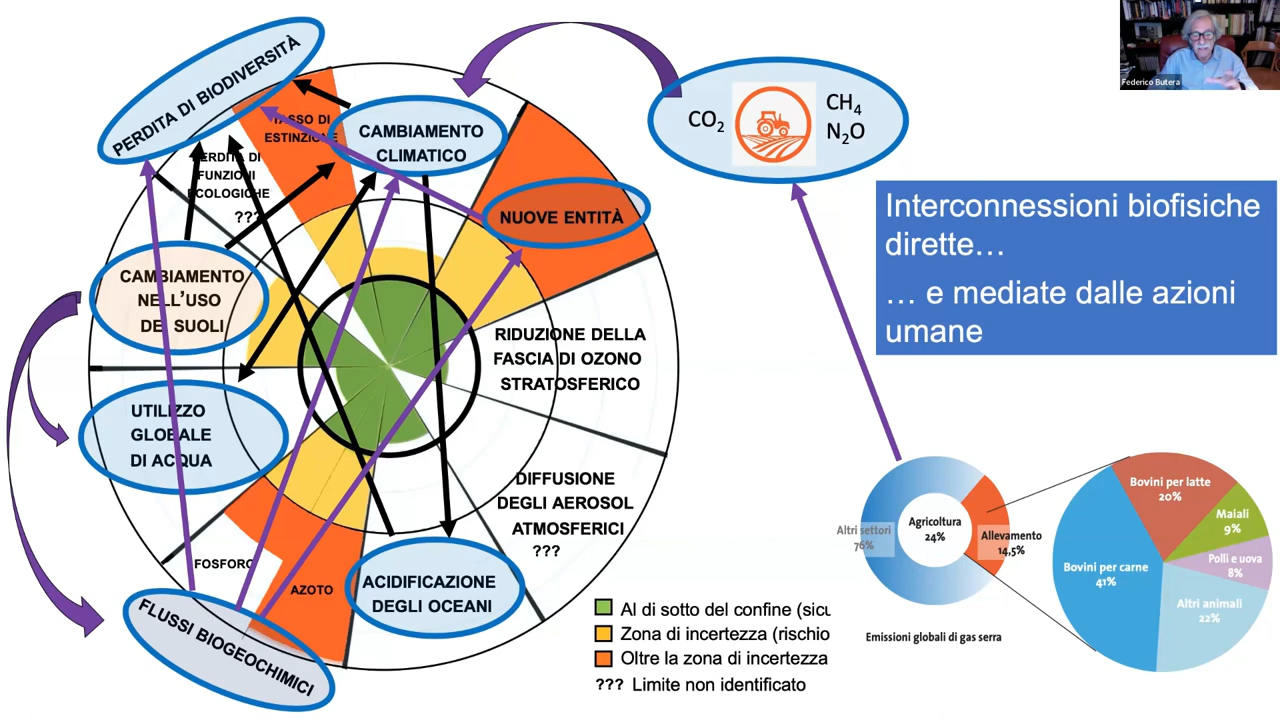 Federico Butera
PERDITA DI BIODIVERSITÀ
TASSO DI
ESTINZIONE
CAMBIAMENTO
CLIMATICO
CO2
CH4
N2O
PERDITA DI
FUNZIONI
ECOLOGICHE
???
NUOVE ENTITÀ
Interconnessioni biofisiche
dirette…
… e mediate dalle azioni
umane
CAMBIAMENTO
NELL'USO
DEI SUOLI
RIDUZIONE DELLA
FASCIA DI OZONO
STRATOSFERICO
UTILIZZO
GLOBALE
DI ACQUA
DIFFUSIONE
DEGLI AEROSOL
ATMOSFERICI
???
FOSFORO
AZOTO
ACIDIFICAZIONE
DEGLI OCEANI
FLUSSI BIOGEOCHIMICI
Al di sotto del confine (sicu
Zona di incertezza (rischio
Oltre la zona di incertezza
??? Limite non identificato
Altri settori
76%
Agricoltura
24%
Allevamento
14,5%
Emissioni globali di gas serra
Bovini per latte
20%
Maiali
9%
Polli e uova
8%
Bovini per carne
41%
Altri animali
22%